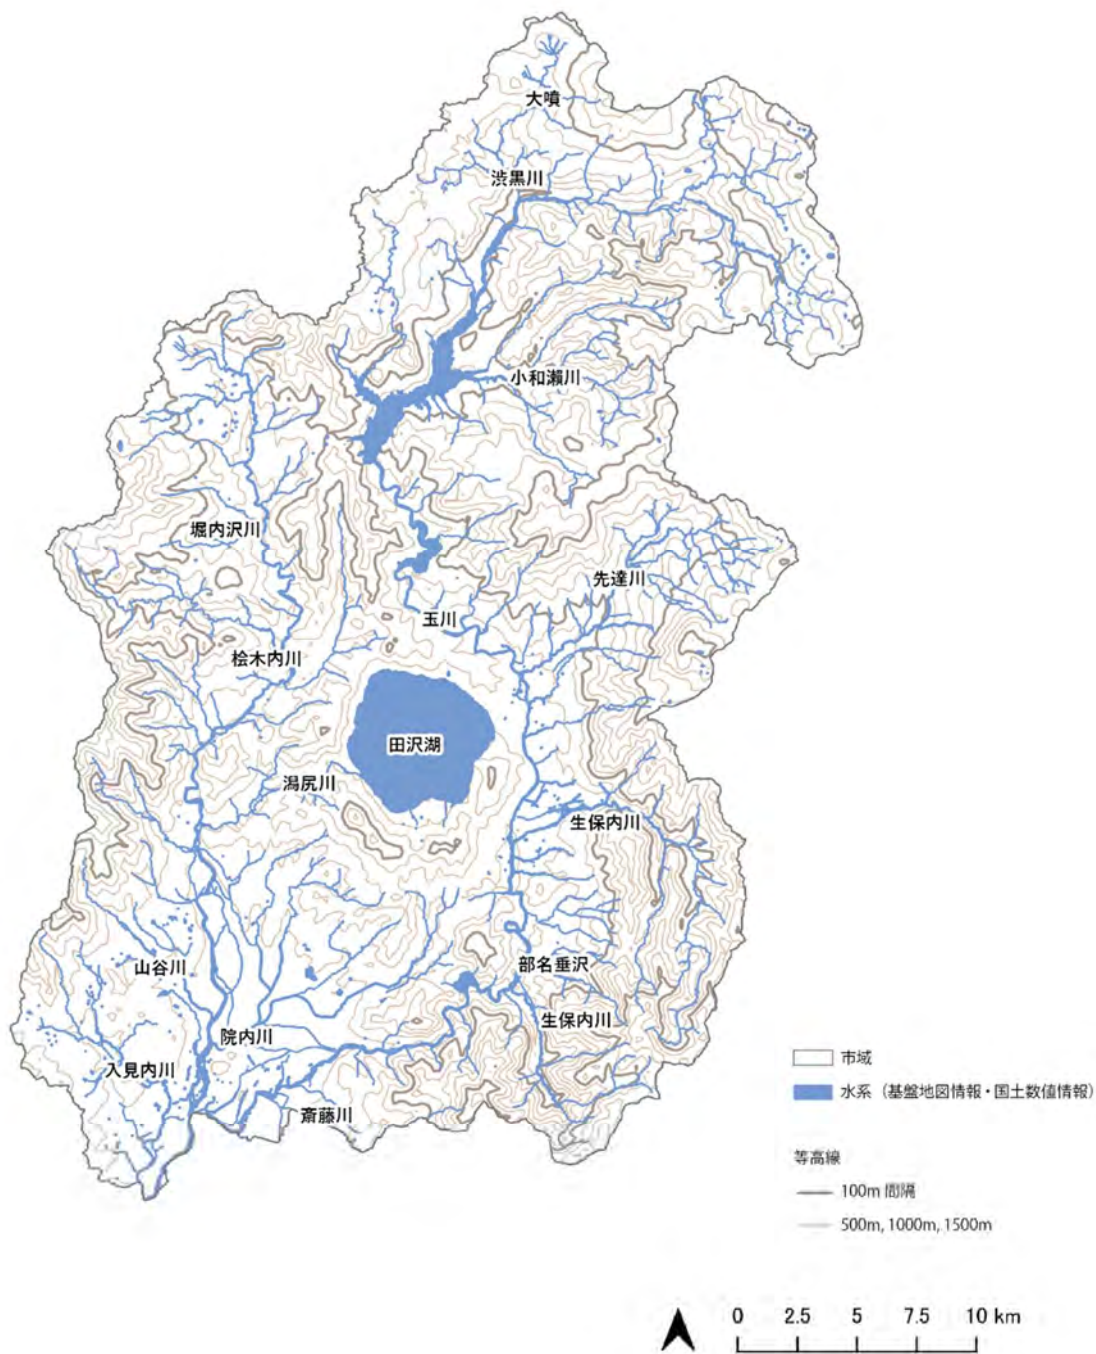 大噴
渋黒川
小和瀬川
堀内沢川
先達川
玉川
桧木内川
田沢湖
潟尻川
生保内川
部名垂沢
山谷川
生保内川
院内川
入見内川
斎藤川
市域
水系（基盤地図情報・国土数値情報）
等高線
100m 間隔
500m, 1000m, 1500m
0 2.5 5 7.5 10 km